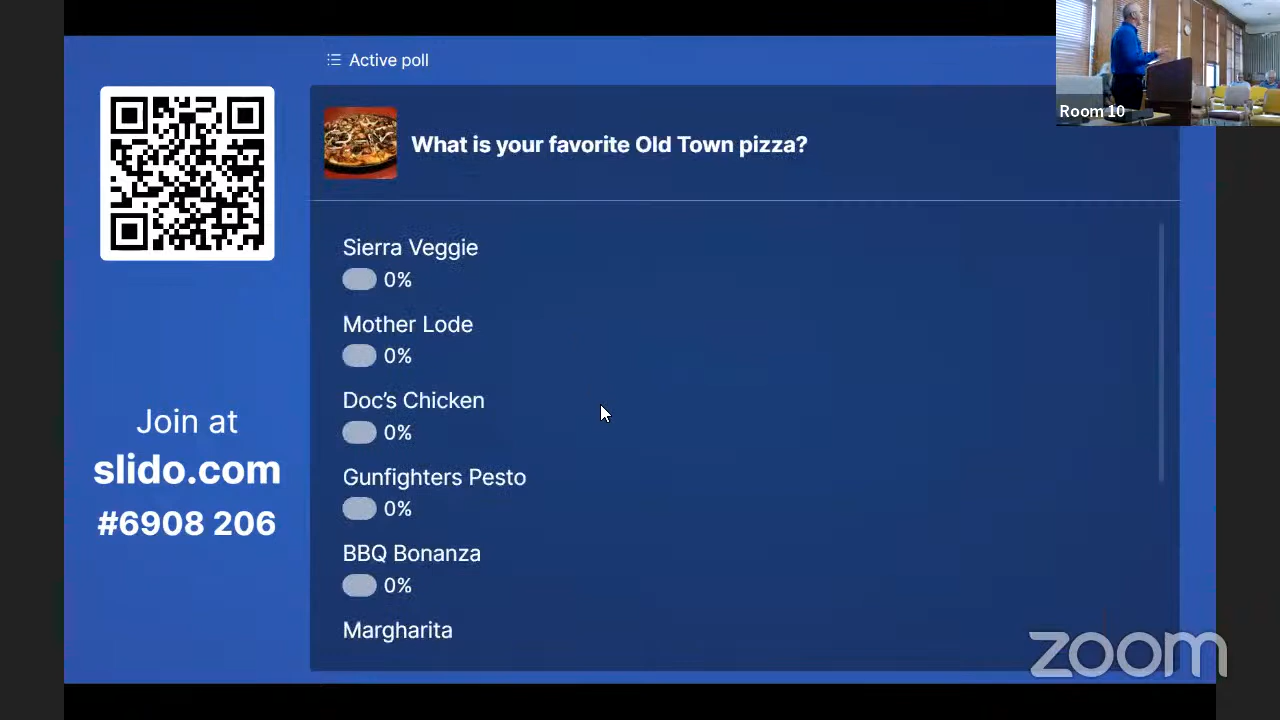 Active poll
Room 10
What is your favorite Old Town pizza?
Sierra Veggie
0%
Mother Lode
0%
Doc's Chicken
0%
Gunfighters Pesto
0%
BBQ Bonanza
0%
Margharita
Join at
slido.com
#6908 206
zoom